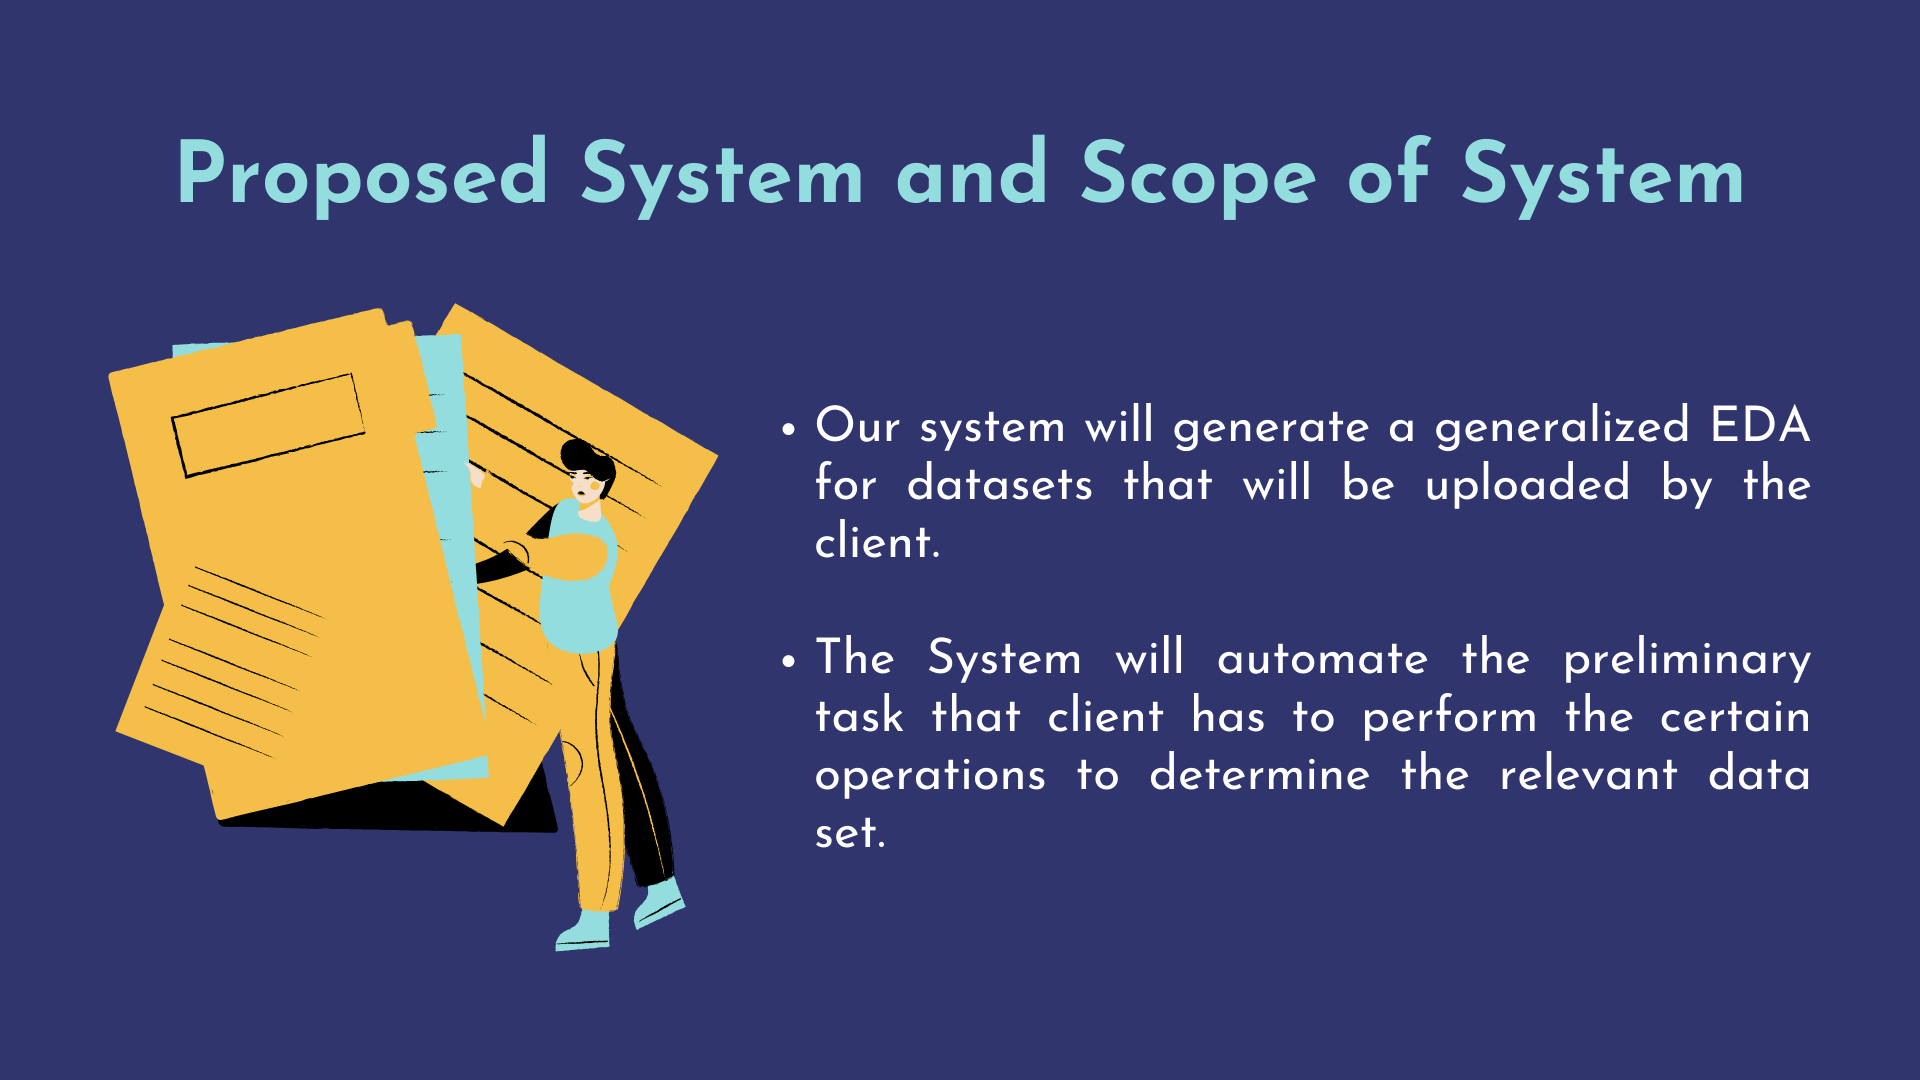 Proposed System and Scope of System
• Our system will generate a generalized EDA
for datasets that will be uploaded by the
client.
• The System will automate the preliminary
task that client has to perform the certain
operations to determine the relevant data
set.